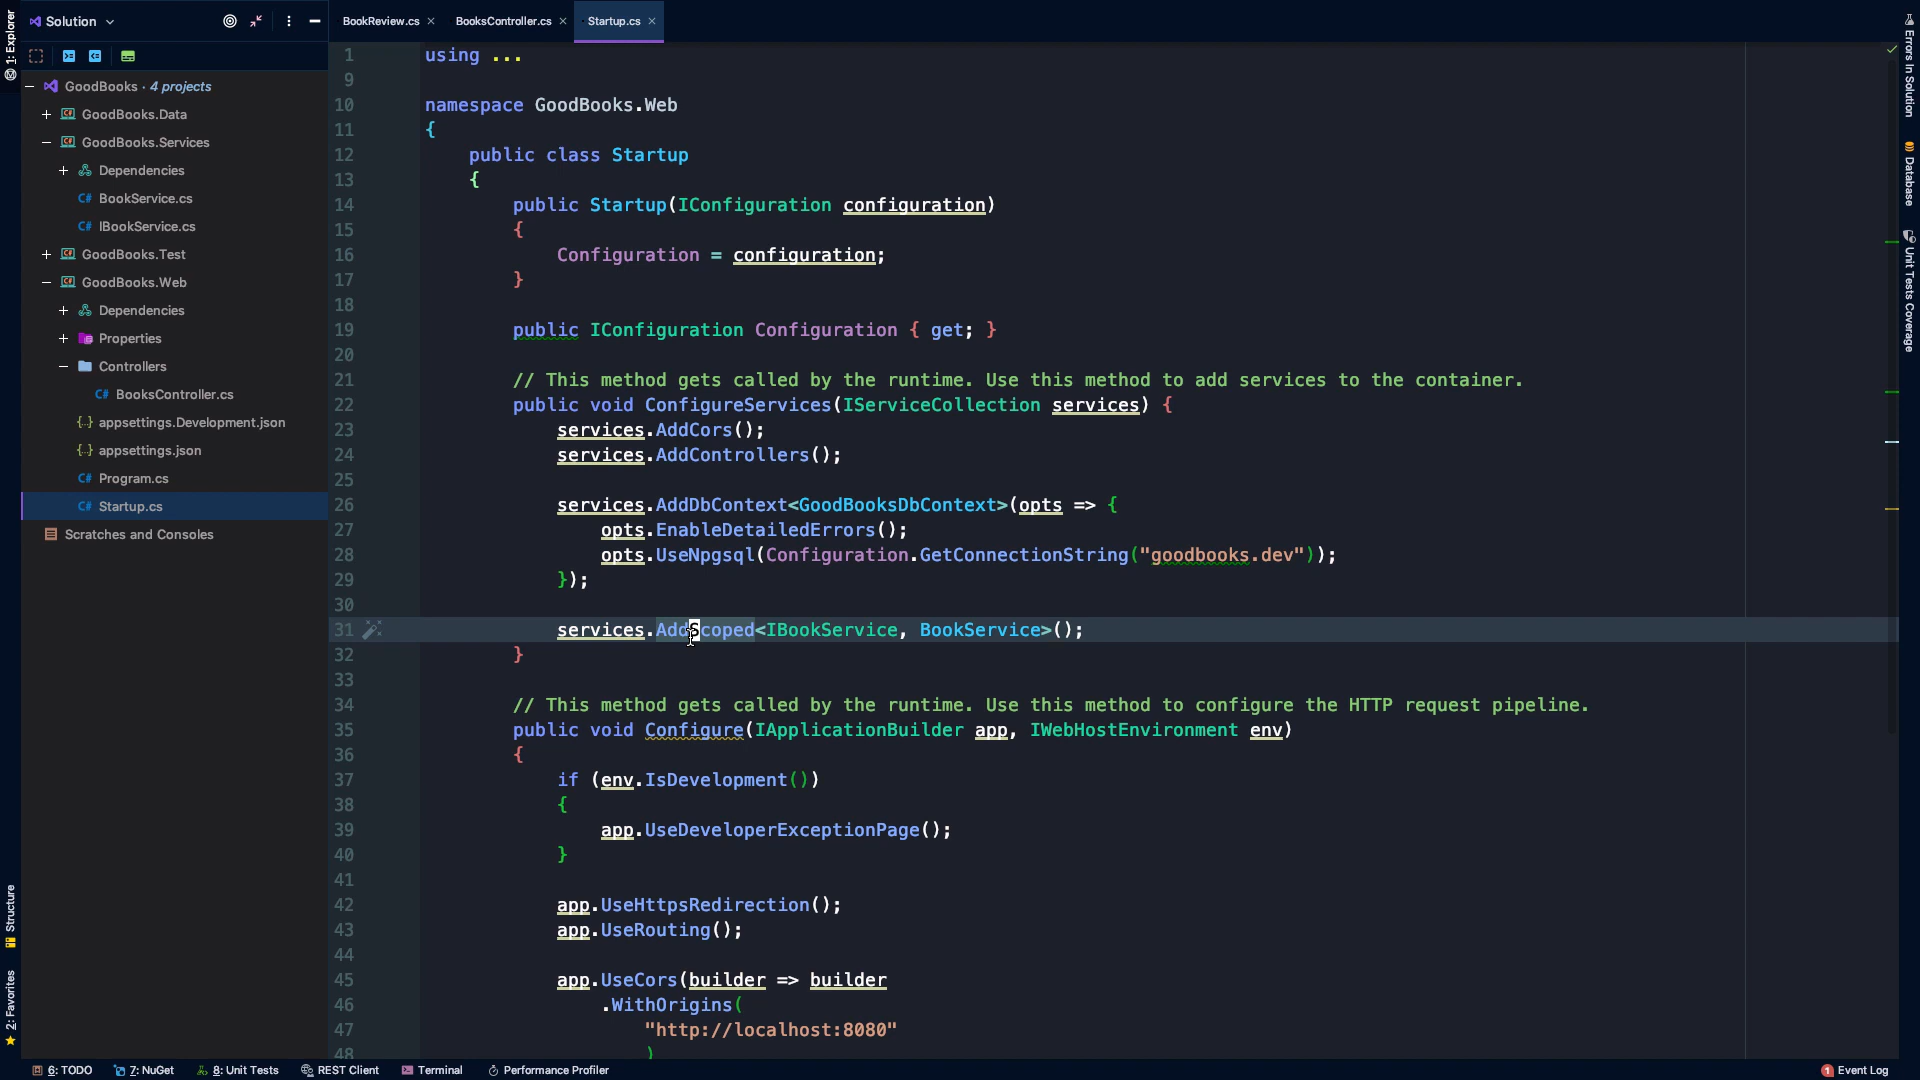 Solution
BookReview.cs
BooksController.cs
Startup.cs
1: Explorer
GoodBooks · 4 projects
GoodBooks.Data
GoodBooks.Services
Dependencies
C# BookService.cs
C# IBookService.cs
GoodBooks.Test
GoodBooks.Web
Dependencies
Properties
Controllers
C# BooksController.cs
{..} appsettings.Development.json
{..} appsettings.json
C# Program.cs
C# Startup.cs
Scratches and Consoles
Structure
2: Favorites
1 using ...
9
10 namespace GoodBooks.Web
11 {
12 public class Startup
13 {
14 public Startup(IConfiguration configuration)
15 {
16 Configuration = configuration;
17 }
18
19 public IConfiguration Configuration { get; }
20
21 // This method gets called by the runtime. Use this method to add services to the container.
22 public void ConfigureServices(IServiceCollection services) {
23 services.AddCors();
24 services.AddControllers();
25
26 services.AddDbContext<GoodBooksDbContext>(opts => {
27 opts.EnableDetailedErrors();
28 opts.UseNpgsql(Configuration.GetConnectionString("goodbooks.dev"));
29 });
30
31 services.AddScoped<IBookService, BookService>();
32 }
33
34 // This method gets called by the runtime. Use this method to configure the HTTP request pipeline.
35 public void Configure(IApplicationBuilder app, IWebHostEnvironment env)
36 {
37 if (env.IsDevelopment())
38 {
39 app.UseDeveloperExceptionPage();
40 }
41
42 app.UseHttpsRedirection();
43 app.UseRouting();
44
45 app.UseCors(builder => builder
46 .WithOrigins(
47 "http://localhost:8080"
48 )
Errors In Solution
Database
Unit Tests Coverage
6: TODO
7: NuGet
8: Unit Tests
REST Client
Terminal
Performance Profiler
1 Event Log